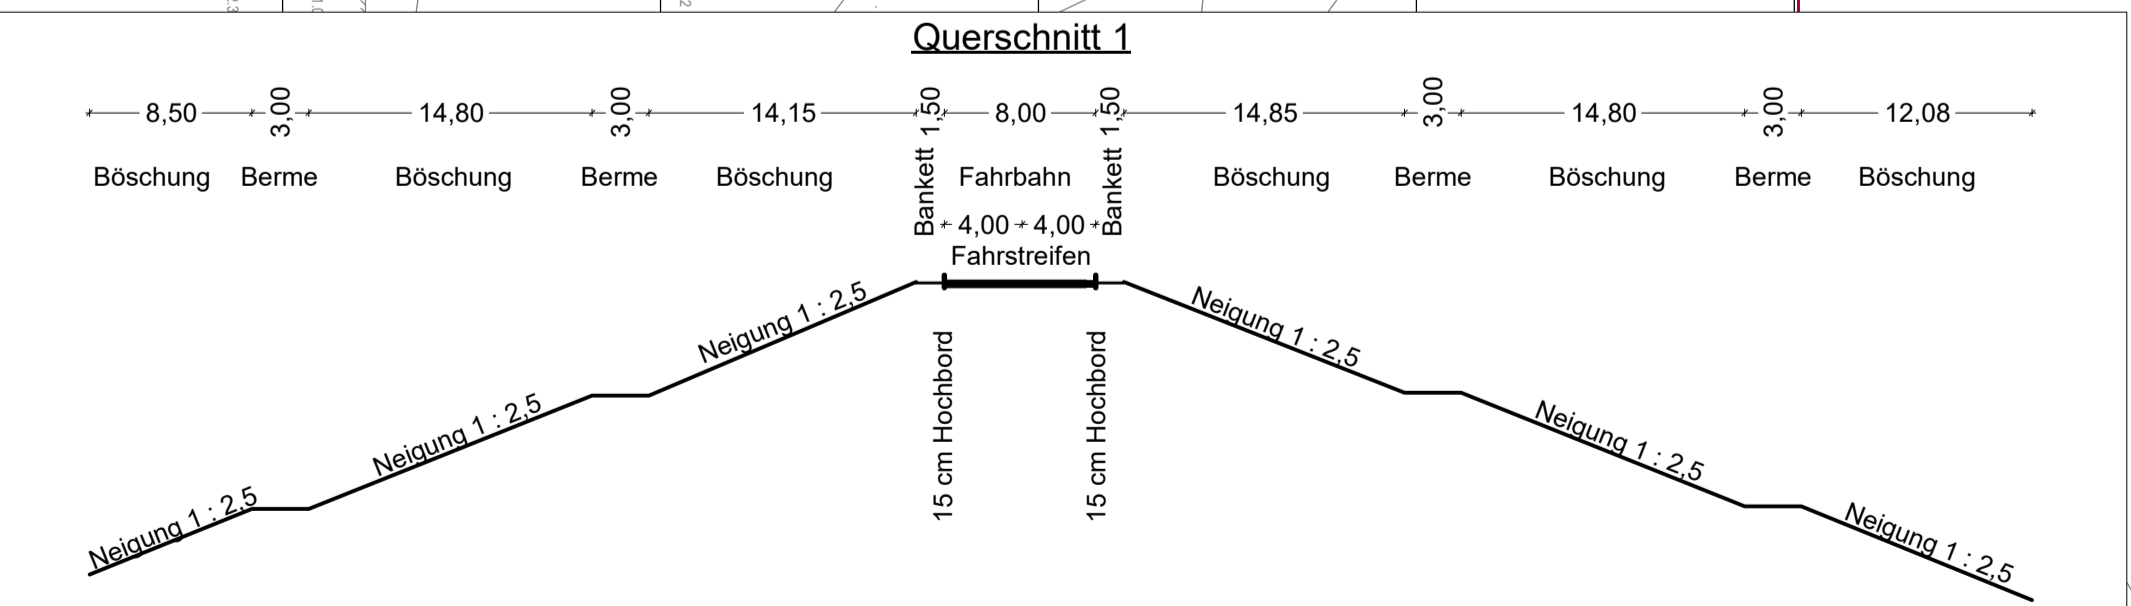 Querschnitt 1
8,50 3,00 14,80 3,00 14,15 1,50 8,00 1,50 14,85 3,00 14,80 3,00 12,08
Böschung Berme Böschung Berme Böschung Bankett Fahrbahn Bankett Böschung Berme Böschung Berme Böschung
4,00 4,00
Fahrstreifen
Neigung 1 : 2,5
Neigung 1 : 2,5
Neigung 1 : 2,5
15 cm Hochbord
15 cm Hochbord
Neigung 1 : 2,5
Neigung 1 : 2,5
Neigung 1 : 2,5